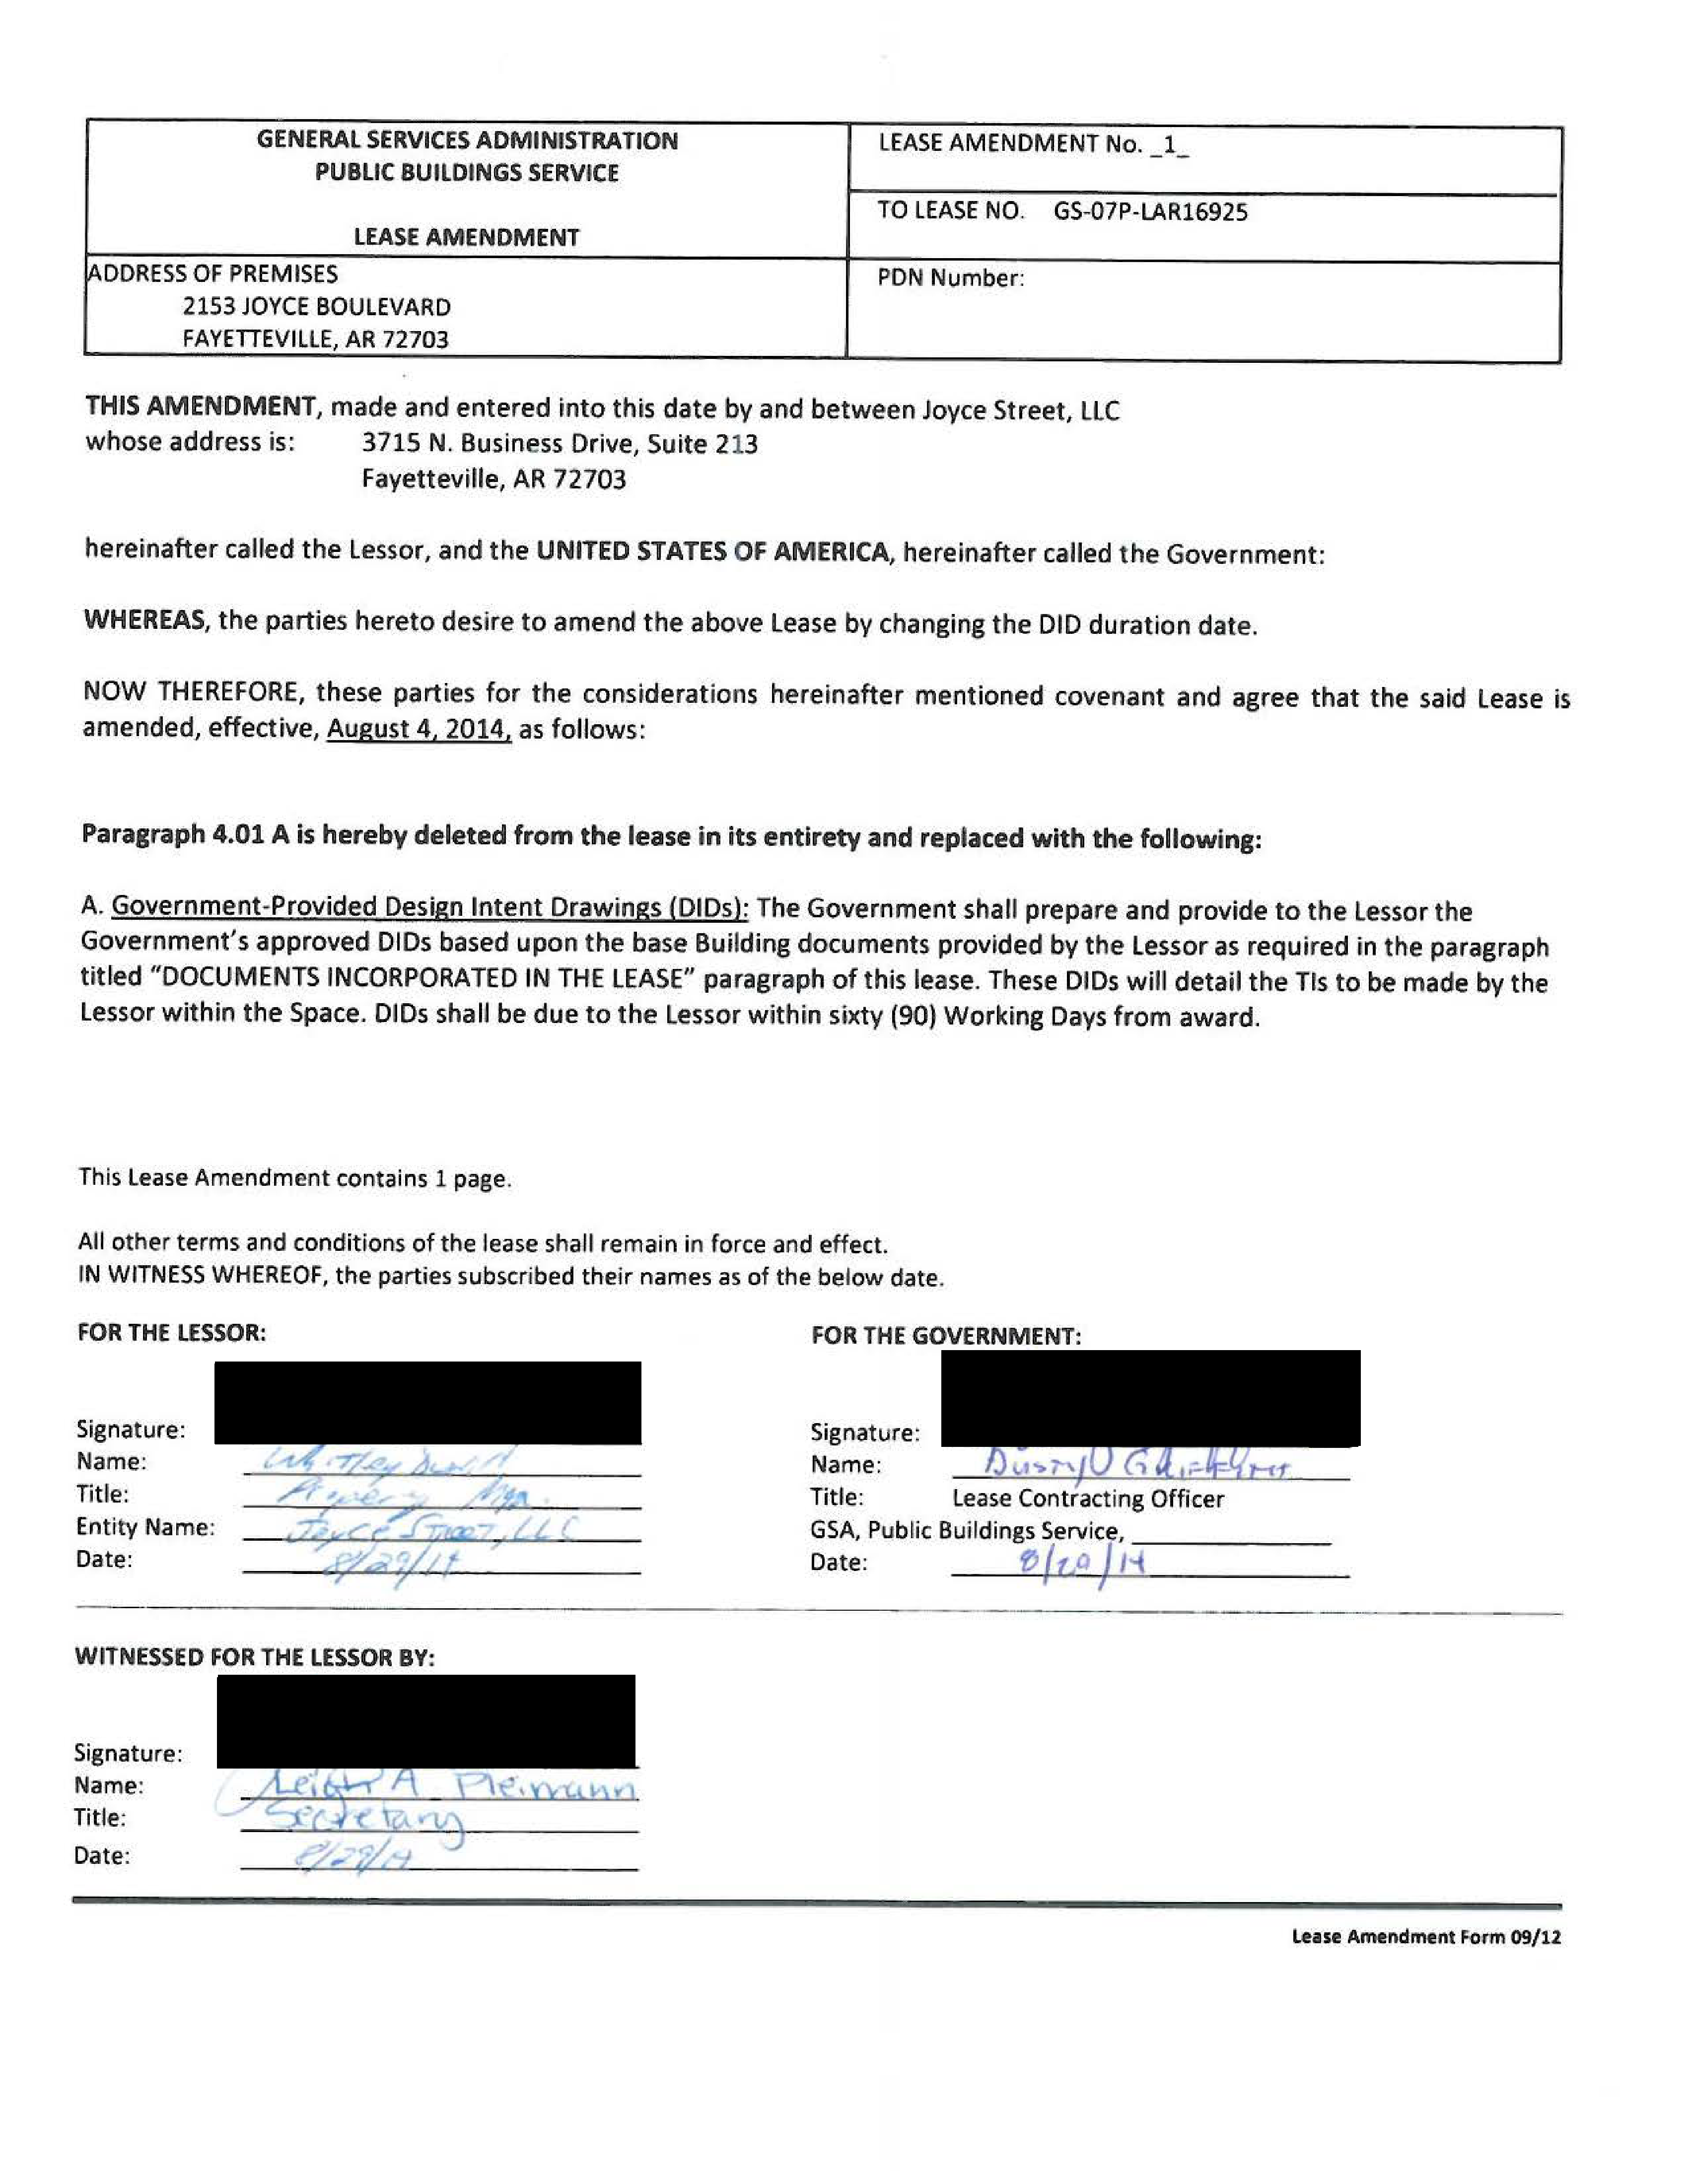 GENERAL SERVICES ADMINISTRATION
PUBLIC BUILDINGS SERVICE
LEASE AMENDMENT
LEASE AMENDMENT No. _1_
TO LEASE NO. GS-07P-LAR16925
ADDRESS OF PREMISES
2153 JOYCE BOULEVARD
FAYETTEVILLE, AR 72703
PDN Number:
THIS AMENDMENT, made and entered into this date by and between Joyce Street, LLC
whose address is: 3715 N. Business Drive, Suite 213
Fayetteville, AR 72703
hereinafter called the Lessor, and the UNITED STATES OF AMERICA, hereinafter called the Government:
WHEREAS, the parties hereto desire to amend the above Lease by changing the DID duration date.
NOW THEREFORE, these parties for the considerations hereinafter mentioned covenant and agree that the said Lease is
amended, effective, August 4, 2014, as follows:
Paragraph 4.01 A is hereby deleted from the lease in its entirety and replaced with the following:
A. Government-Provided Design Intent Drawings (DIDs): The Government shall prepare and provide to the Lessor the
Government's approved DIDs based upon the base Building documents provided by the Lessor as required in the paragraph
titled "DOCUMENTS INCORPORATED IN THE LEASE" paragraph of this lease. These DIDs will detail the TIs to be made by the
Lessor within the Space. DIDs shall be due to the Lessor within sixty (90) Working Days from award.
This Lease Amendment contains 1 page.
All other terms and conditions of the lease shall remain in force and effect.
IN WITNESS WHEREOF, the parties subscribed their names as of the below date.
FOR THE LESSOR:
Signature:
Name:
Title: Property Mgr.
Entity Name: Joyce Street, LLC
Date: 8/29/14
FOR THE GOVERNMENT:
Signature:
Name:
Title: Lease Contracting Officer
GSA, Public Buildings Service,
Date: 8/29/14
WITNESSED FOR THE LESSOR BY:
Signature:
Name: Leigh A Pleimann
Title: Secretary
Date: 8/29/14
Lease Amendment Form 09/12